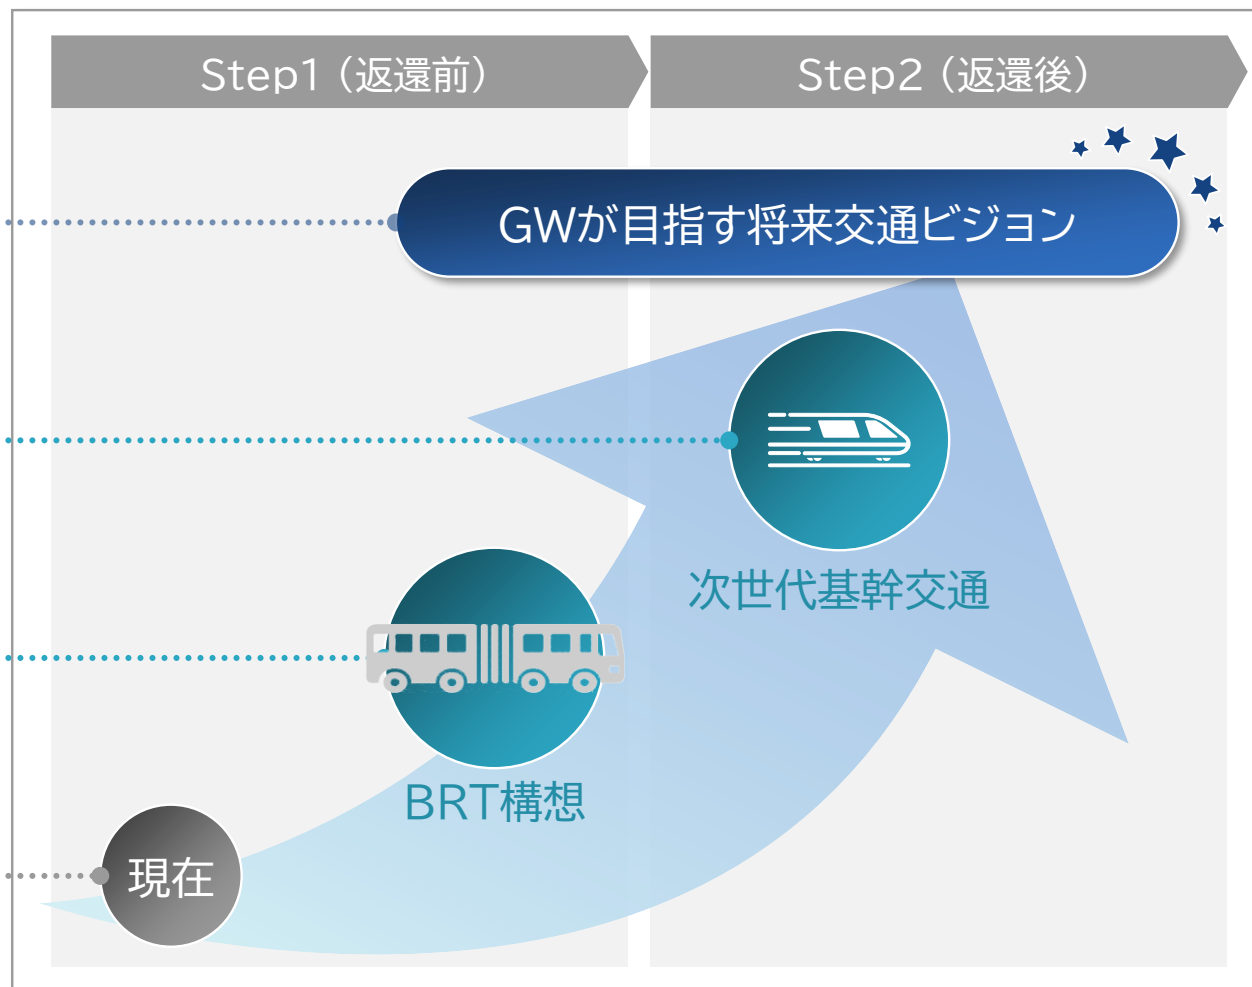 Step1（返還前）
Step2（返還後）
GWが目指す将来交通ビジョン
次世代基幹交通
BRT構想
現在